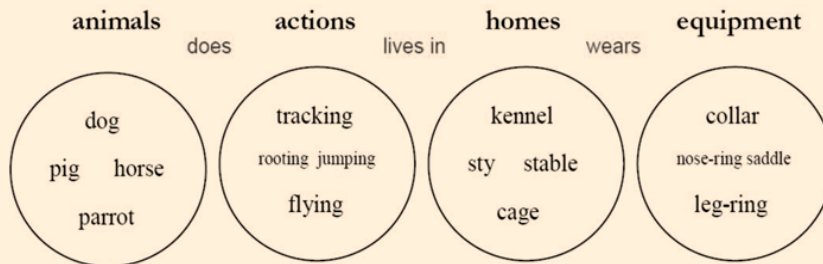 animals actions homes equipment
does lives in wears
dog tracking kennel collar
pig horse rooting jumping sty stable nose-ring saddle
parrot flying cage leg-ring